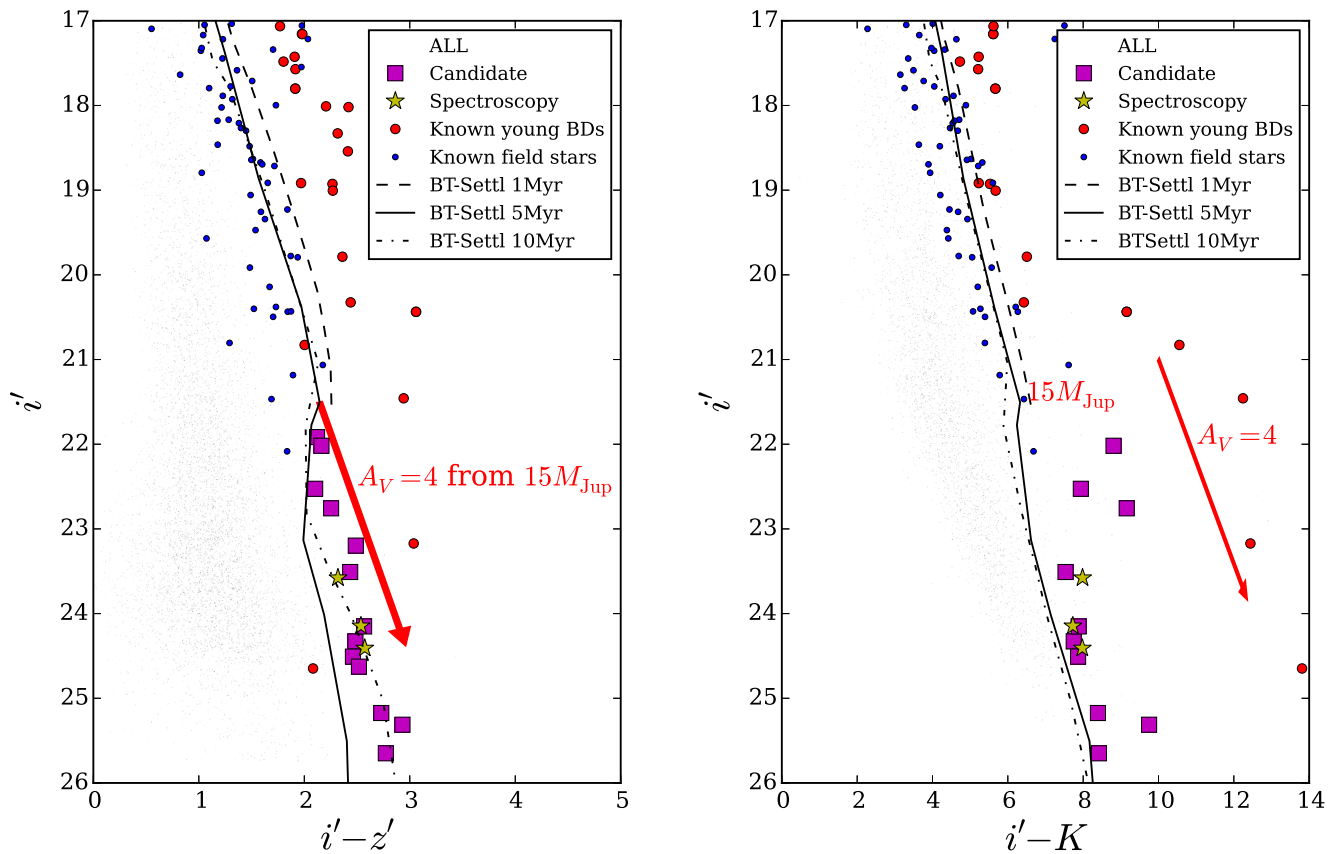 17
18
19
20
21
22
23
24
25
26
i′
0 1 2 3 4 5
i′−z′
ALL
Candidate
Spectroscopy
Known young BDs
Known field stars
BT-Settl 1Myr
BT-Settl 5Myr
BT-Settl 10Myr
A_V =4 from 15M_Jup
17
18
19
20
21
22
23
24
25
26
i′
0 2 4 6 8 10 12 14
i′−K
ALL
Candidate
Spectroscopy
Known young BDs
Known field stars
BT-Settl 1Myr
BT-Settl 5Myr
BTSettl 10Myr
15M_Jup
A_V =4